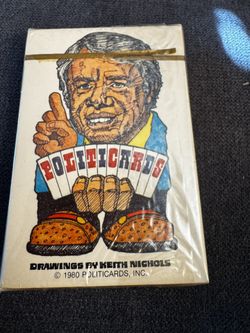 POLITICARDS
DRAWINGS BY KEITH NICHOLS
© 1980 POLITICARDS, INC.